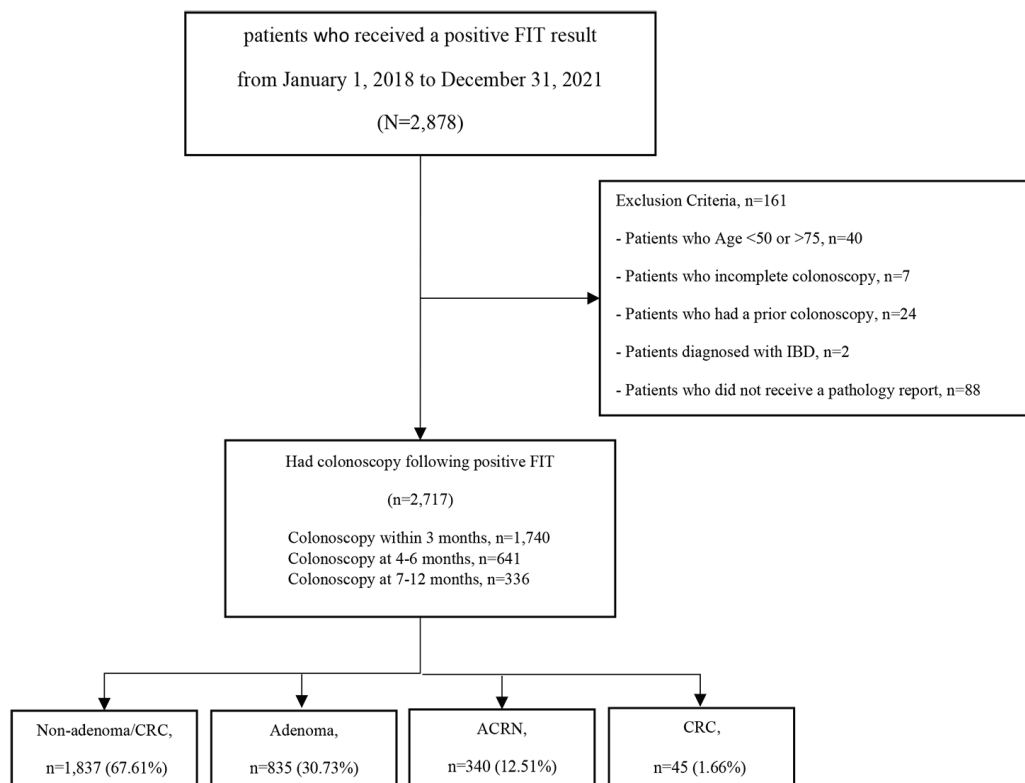 patients who received a positive FIT result
from January 1, 2018 to December 31, 2021
(N=2,878)
Exclusion Criteria, n=161
- Patients who Age <50 or >75, n=40
- Patients who incomplete colonoscopy, n=7
- Patients who had a prior colonoscopy, n=24
- Patients diagnosed with IBD, n=2
- Patients who did not receive a pathology report, n=88
Had colonoscopy following positive FIT
(n=2,717)
Colonoscopy within 3 months, n=1,740
Colonoscopy at 4-6 months, n=641
Colonoscopy at 7-12 months, n=336
Non-adenoma/CRC,
n=1,837 (67.61%)
Adenoma,
n=835 (30.73%)
ACRN,
n=340 (12.51%)
CRC,
n=45 (1.66%)